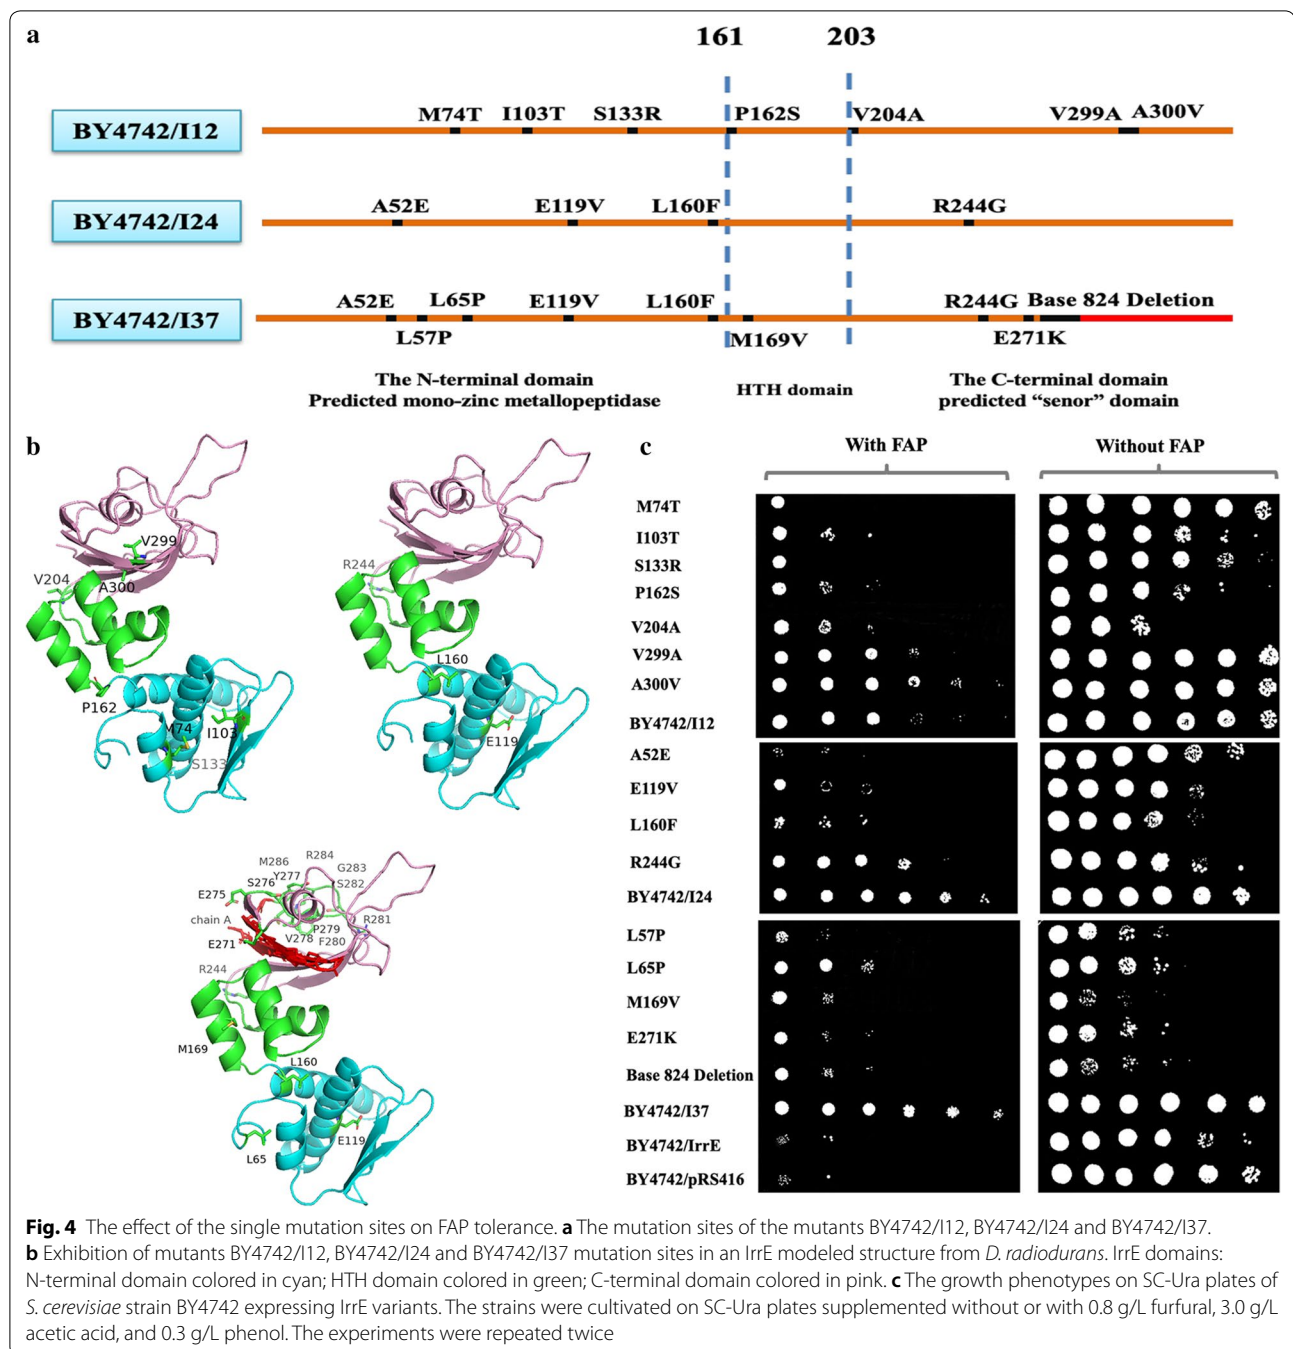 a
161 203
BY4742/I12
M74T I103T S133R P162S V204A V299A A300V
BY4742/I24
A52E E119V L160F R244G
BY4742/I37
A52E L65P E119V L160F R244G Base 824 Deletion
L57P M169V E271K
The N-terminal domain
Predicted mono-zinc metallopeptidase
HTH domain
The C-terminal domain
predicted “senor” domain
b
V299
V204
A300
P162
M74
I103
S133
R244
L160
E119
R284
M286
G283
Y277
S276
S282
E275
chain A
R281
P279
V278
F280
E271
R244
M169
L160
E119
L65
c
With FAP Without FAP
M74T
I103T
S133R
P162S
V204A
V299A
A300V
BY4742/I12
A52E
E119V
L160F
R244G
BY4742/I24
L57P
L65P
M169V
E271K
Base 824 Deletion
BY4742/I37
BY4742/IrrE
BY4742/pRS416
Fig. 4 The effect of the single mutation sites on FAP tolerance. a The mutation sites of the mutants BY4742/I12, BY4742/I24 and BY4742/I37.
b Exhibition of mutants BY4742/I12, BY4742/I24 and BY4742/I37 mutation sites in an IrrE modeled structure from D. radiodurans. IrrE domains:
N-terminal domain colored in cyan; HTH domain colored in green; C-terminal domain colored in pink. c The growth phenotypes on SC-Ura plates of
S. cerevisiae strain BY4742 expressing IrrE variants. The strains were cultivated on SC-Ura plates supplemented without or with 0.8 g/L furfural, 3.0 g/L
acetic acid, and 0.3 g/L phenol. The experiments were repeated twice